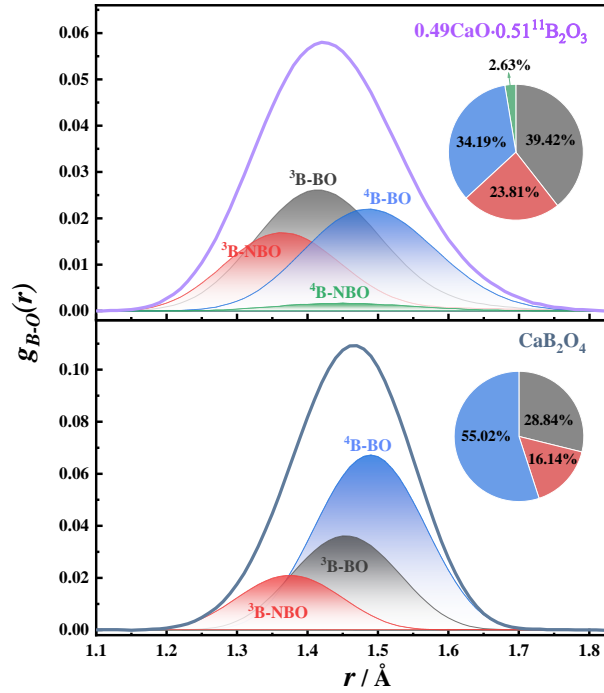 0.49CaO·0.51¹¹B₂O₃
2.63%
34.19%
39.42%
23.81%
³B-BO
⁴B-BO
³B-NBO
⁴B-NBO
0.06
0.05
0.04
0.03
0.02
0.01
0.00
g_B-O(r)
CaB₂O₄
55.02%
28.84%
16.14%
⁴B-BO
³B-BO
³B-NBO
0.10
0.08
0.06
0.04
0.02
0.00
1.1 1.2 1.3 1.4 1.5 1.6 1.7 1.8
r / Å